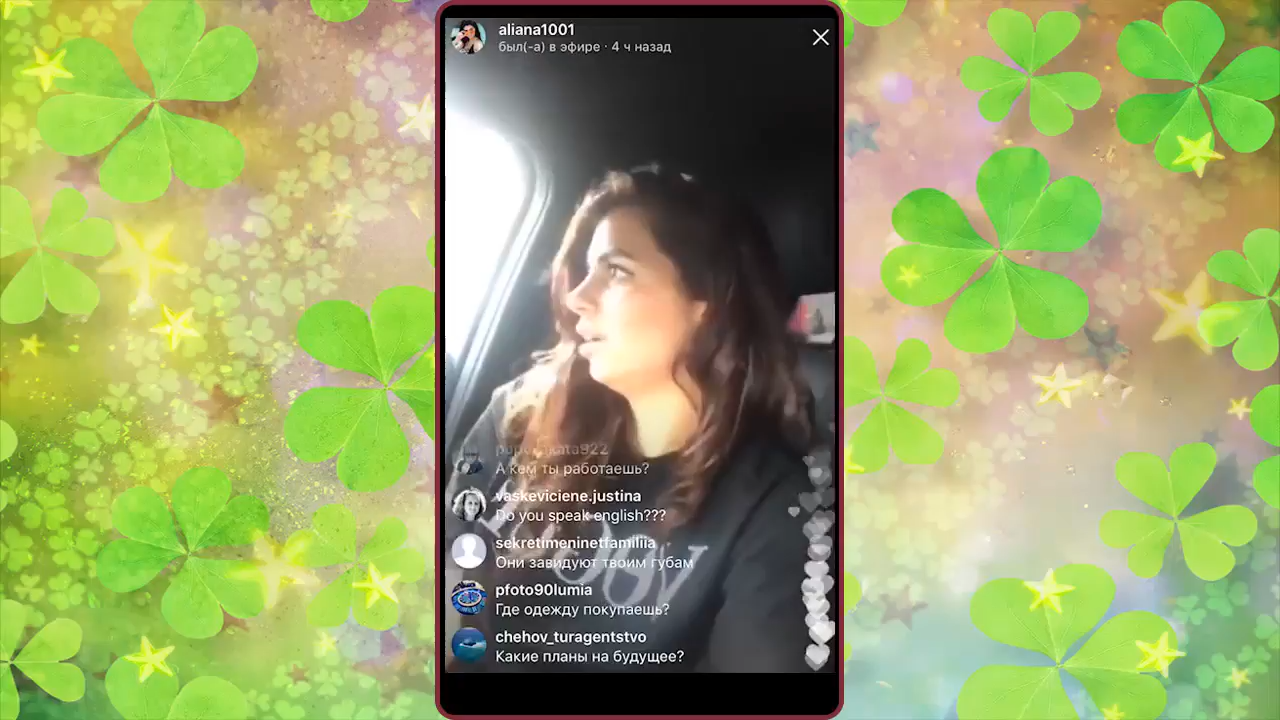 aliana1001
был(-а) в эфире · 4 ч назад
А кем ты работаешь?
vaskeviciene.justina
Do you speak english???
sekretimeninetfamiliia
Они завидуют твоим губам
pfoto90lumia
Где одежду покупаешь?
chehov_turagentstvo
Какие планы на будущее?